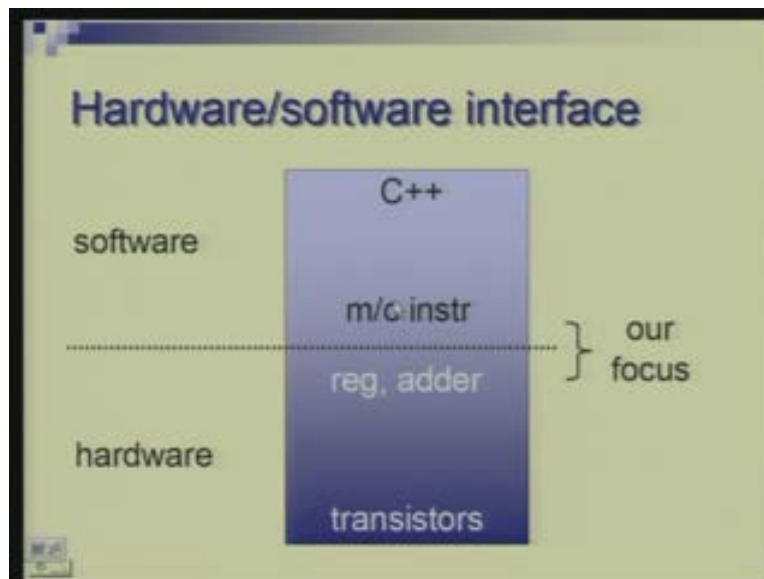 Hardware/software interface
C++
software
m/c instr
our
focus
reg, adder
hardware
transistors